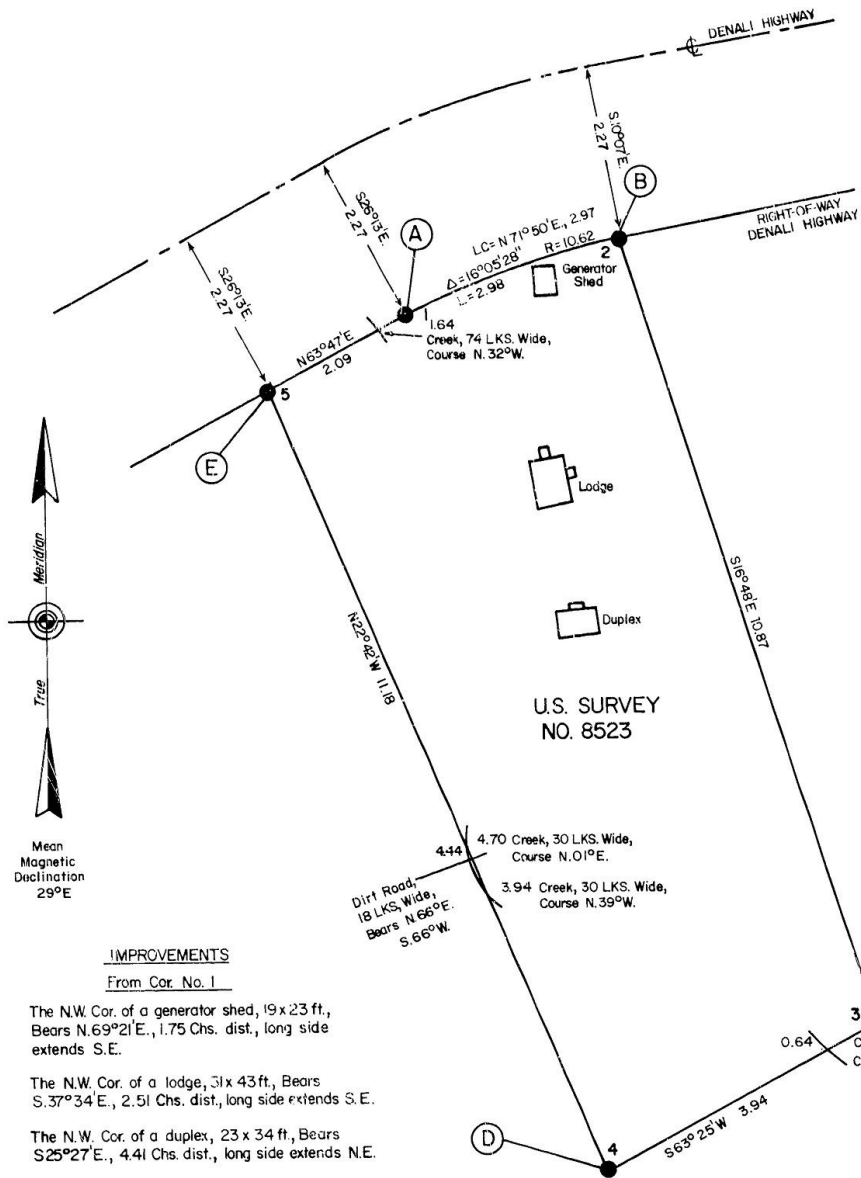 ℄ DENALI HIGHWAY
S.10°07'E.
2.27
S26°13'E.
2.27
S26°13'E.
2.27
A
B
RIGHT-OF-WAY
DENALI HIGHWAY
LC= N 71°50'E., 2.97
Δ=16°05'28" R=10.62
L=2.98
2
Generator
Shed
1
1.64
Creek, 74 LKS. Wide,
Course N.32°W.
N63°47'E
2.09
5
E
Meridian
True
Mean
Magnetic
Declination
29°E
Lodge
Duplex
S16°48'E 10.87
N22°42'W 11.18
U.S. SURVEY
NO. 8523
4.44
4.70 Creek, 30 LKS. Wide,
Course N.01°E.
3.94 Creek, 30 LKS. Wide,
Course N.39°W.
Dirt Road,
18 LKS, Wide,
Bears N.66°E.
S.66°W.
IMPROVEMENTS
From Cor. No. 1
The N.W. Cor. of a generator shed, 19 x 23 ft.,
Bears N.69°21'E., 1.75 Chs. dist., long side
extends S.E.
The N.W. Cor. of a lodge, 31 x 43 ft., Bears
S.37°34'E., 2.51 Chs. dist., long side extends S.E.
The N.W. Cor. of a duplex, 23 x 34 ft., Bears
S25°27'E., 4.41 Chs. dist., long side extends N.E.
3
0.64
C
C
S63°25'W 3.94
4
D